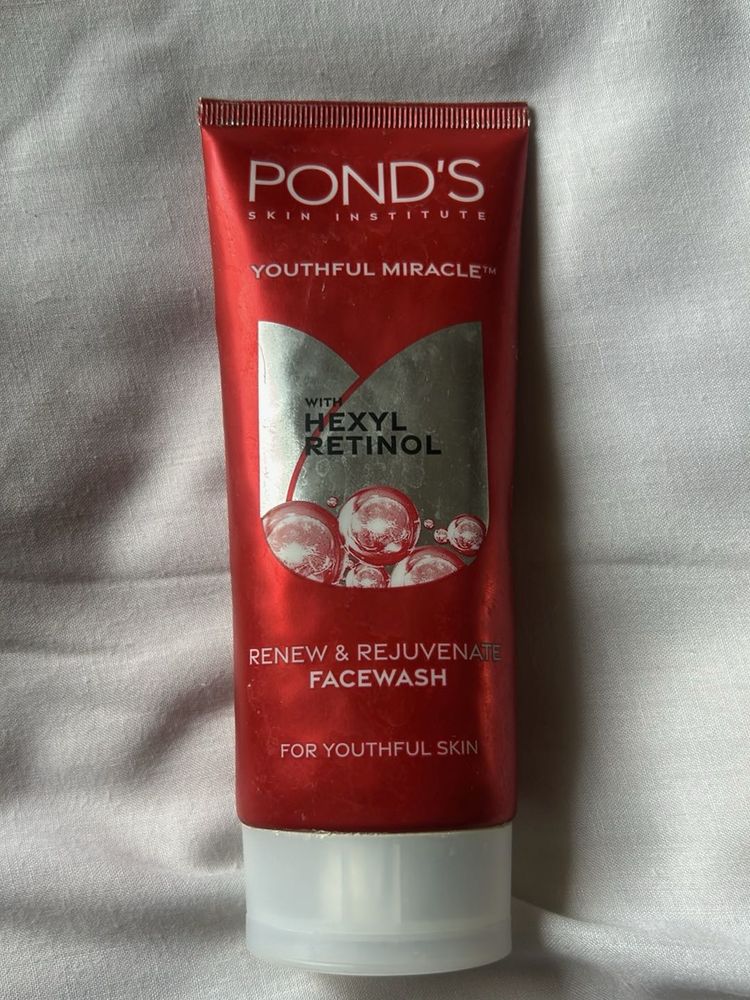 POND'S
SKIN INSTITUTE
YOUTHFUL MIRACLE™
WITH
HEXYL
RETINOL
RENEW & REJUVENATE
FACEWASH
FOR YOUTHFUL SKIN